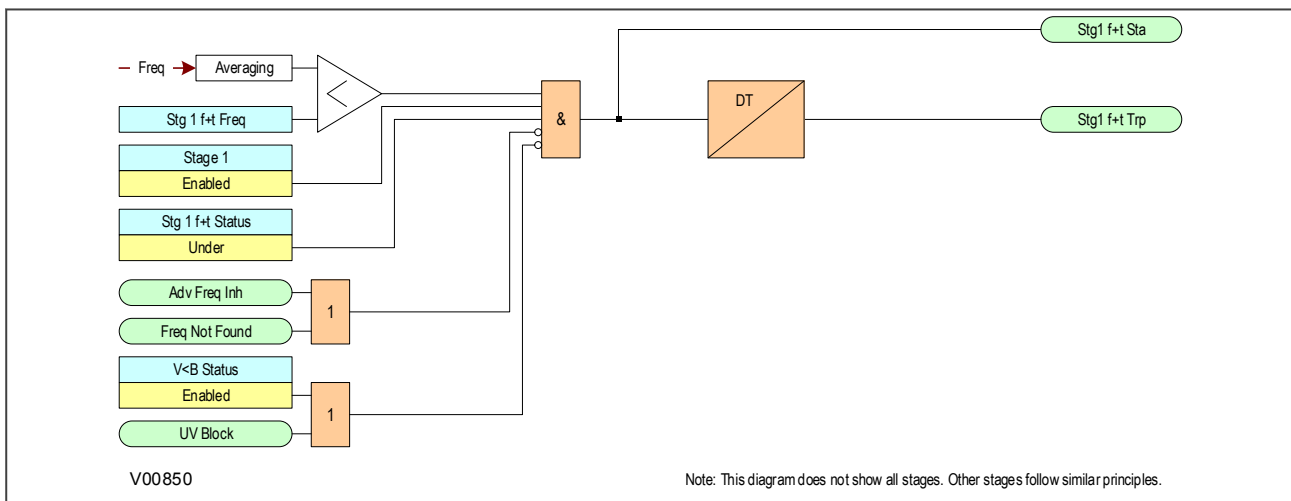 Stg1 f+t Sta
Freq
Averaging
<
Stg 1 f+t Freq
&
DT
Stg1 f+t Trp
Stage 1
Enabled
Stg 1 f+t Status
Under
Adv Freq Inh
1
Freq Not Found
V<B Status
Enabled
1
UV Block
V00850
Note: This diagram does not show all stages. Other stages follow similar principles.